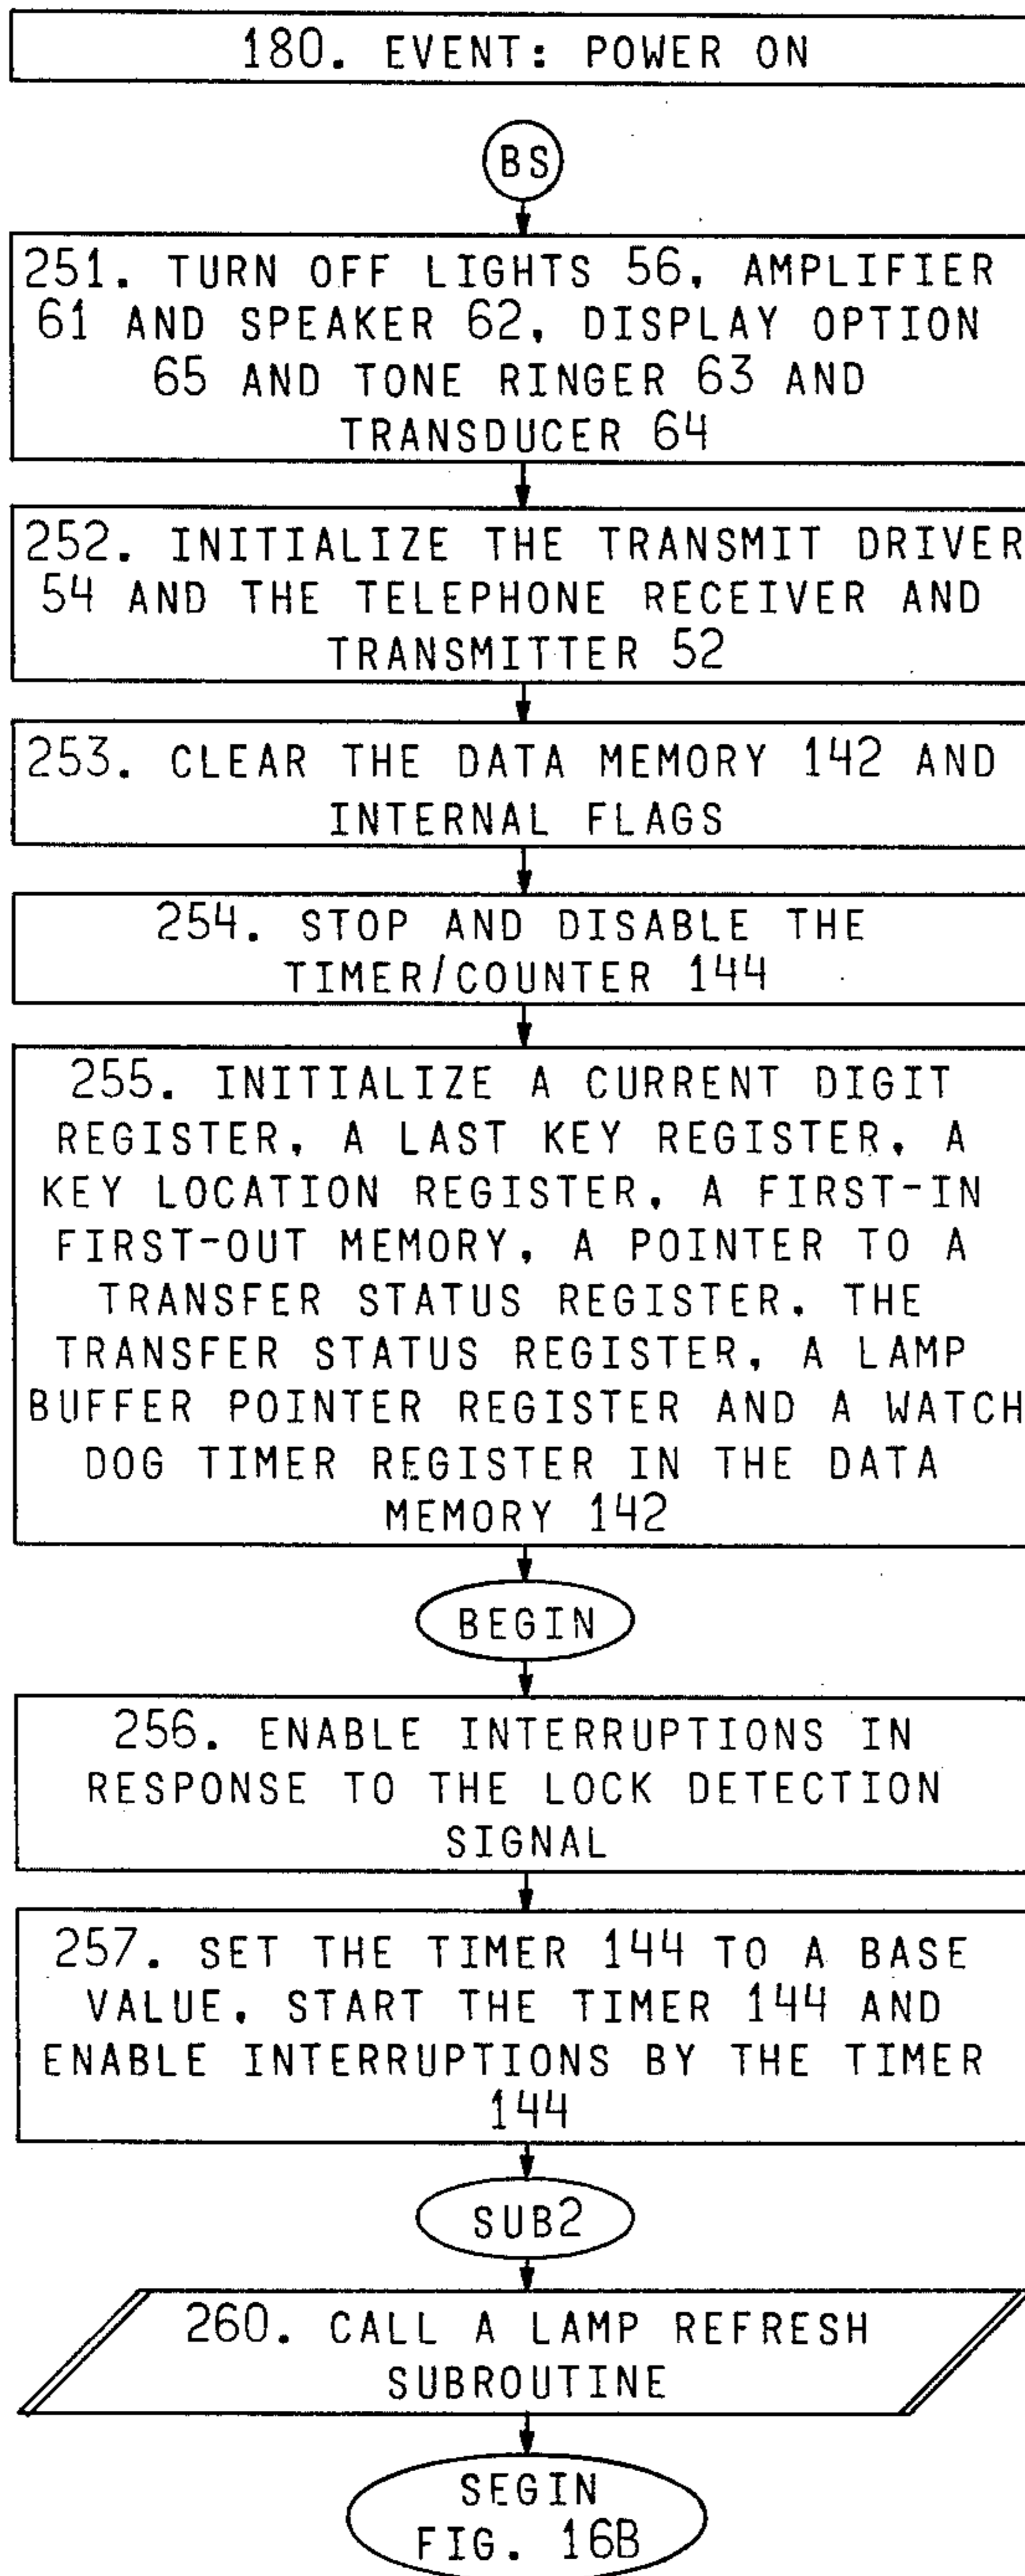 180. EVENT: POWER ON
BS
251. TURN OFF LIGHTS 56, AMPLIFIER
61 AND SPEAKER 62, DISPLAY OPTION
65 AND TONE RINGER 63 AND
TRANSDUCER 64
252. INITIALIZE THE TRANSMIT DRIVER
54 AND THE TELEPHONE RECEIVER AND
TRANSMITTER 52
253. CLEAR THE DATA MEMORY 142 AND
INTERNAL FLAGS
254. STOP AND DISABLE THE
TIMER/COUNTER 144
255. INITIALIZE A CURRENT DIGIT
REGISTER, A LAST KEY REGISTER, A
KEY LOCATION REGISTER, A FIRST-IN
FIRST-OUT MEMORY, A POINTER TO A
TRANSFER STATUS REGISTER, THE
TRANSFER STATUS REGISTER, A LAMP
BUFFER POINTER REGISTER AND A WATCH
DOG TIMER REGISTER IN THE DATA
MEMORY 142
BEGIN
256. ENABLE INTERRUPTIONS IN
RESPONSE TO THE LOCK DETECTION
SIGNAL
257. SET THE TIMER 144 TO A BASE
VALUE, START THE TIMER 144 AND
ENABLE INTERRUPTIONS BY THE TIMER
144
SUB2
260. CALL A LAMP REFRESH
SUBROUTINE
SEGIN
FIG. 16B